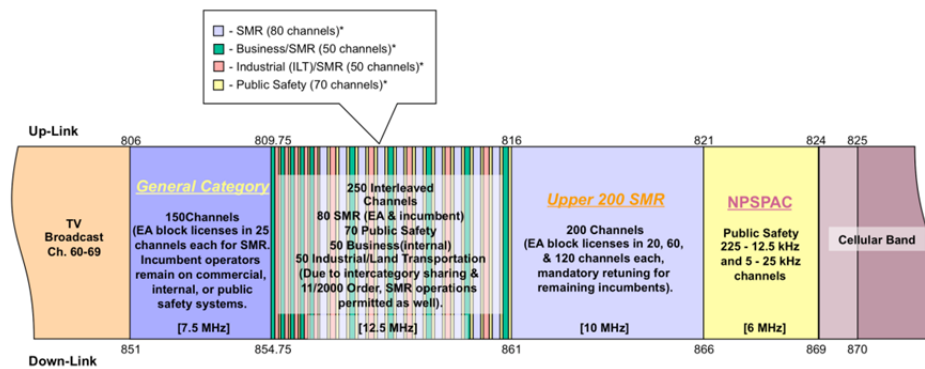 - SMR (80 channels)*
- Business/SMR (50 channels)*
- Industrial (ILT)/SMR (50 channels)*
- Public Safety (70 channels)*
Up-Link
806
809.75
816
821
824
825
TV
Broadcast
Ch. 60-69
General Category
150Channels
(EA block licenses in 25
channels each for SMR.
Incumbent operators
remain on commercial,
internal, or public
safety systems.
[7.5 MHz]
250 Interleaved
Channels
80 SMR (EA & incumbent)
70 Public Safety
50 Business(internal)
50 Industrial/Land Transportation
(Due to intercategory sharing &
11/2000 Order, SMR operations
permitted as well).
[12.5 MHz]
Upper 200 SMR
200 Channels
(EA block licenses in 20, 60,
& 120 channels each,
mandatory retuning for
remaining incumbents).
[10 MHz]
NPSPAC
Public Safety
225 - 12.5 kHz
and 5 - 25 kHz
channels
[6 MHz]
Cellular Band
851
854.75
861
866
869
870
Down-Link